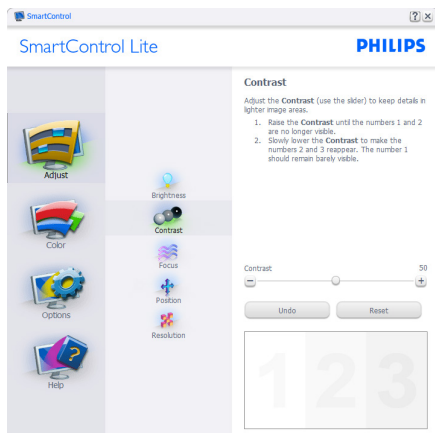 SmartControl
? ×
SmartControl Lite
PHILIPS
Adjust
Color
Options
Help
Brightness
Contrast
Focus
Position
Resolution
Contrast
Adjust the Contrast (use the slider) to keep details in
lighter image areas.
1. Raise the Contrast until the numbers 1 and 2
are no longer visible.
2. Slowly lower the Contrast to make the
numbers 2 and 3 reappear. The number 1
should remain barely visible.
Contrast 50
− +
Undo Reset
1 2 3